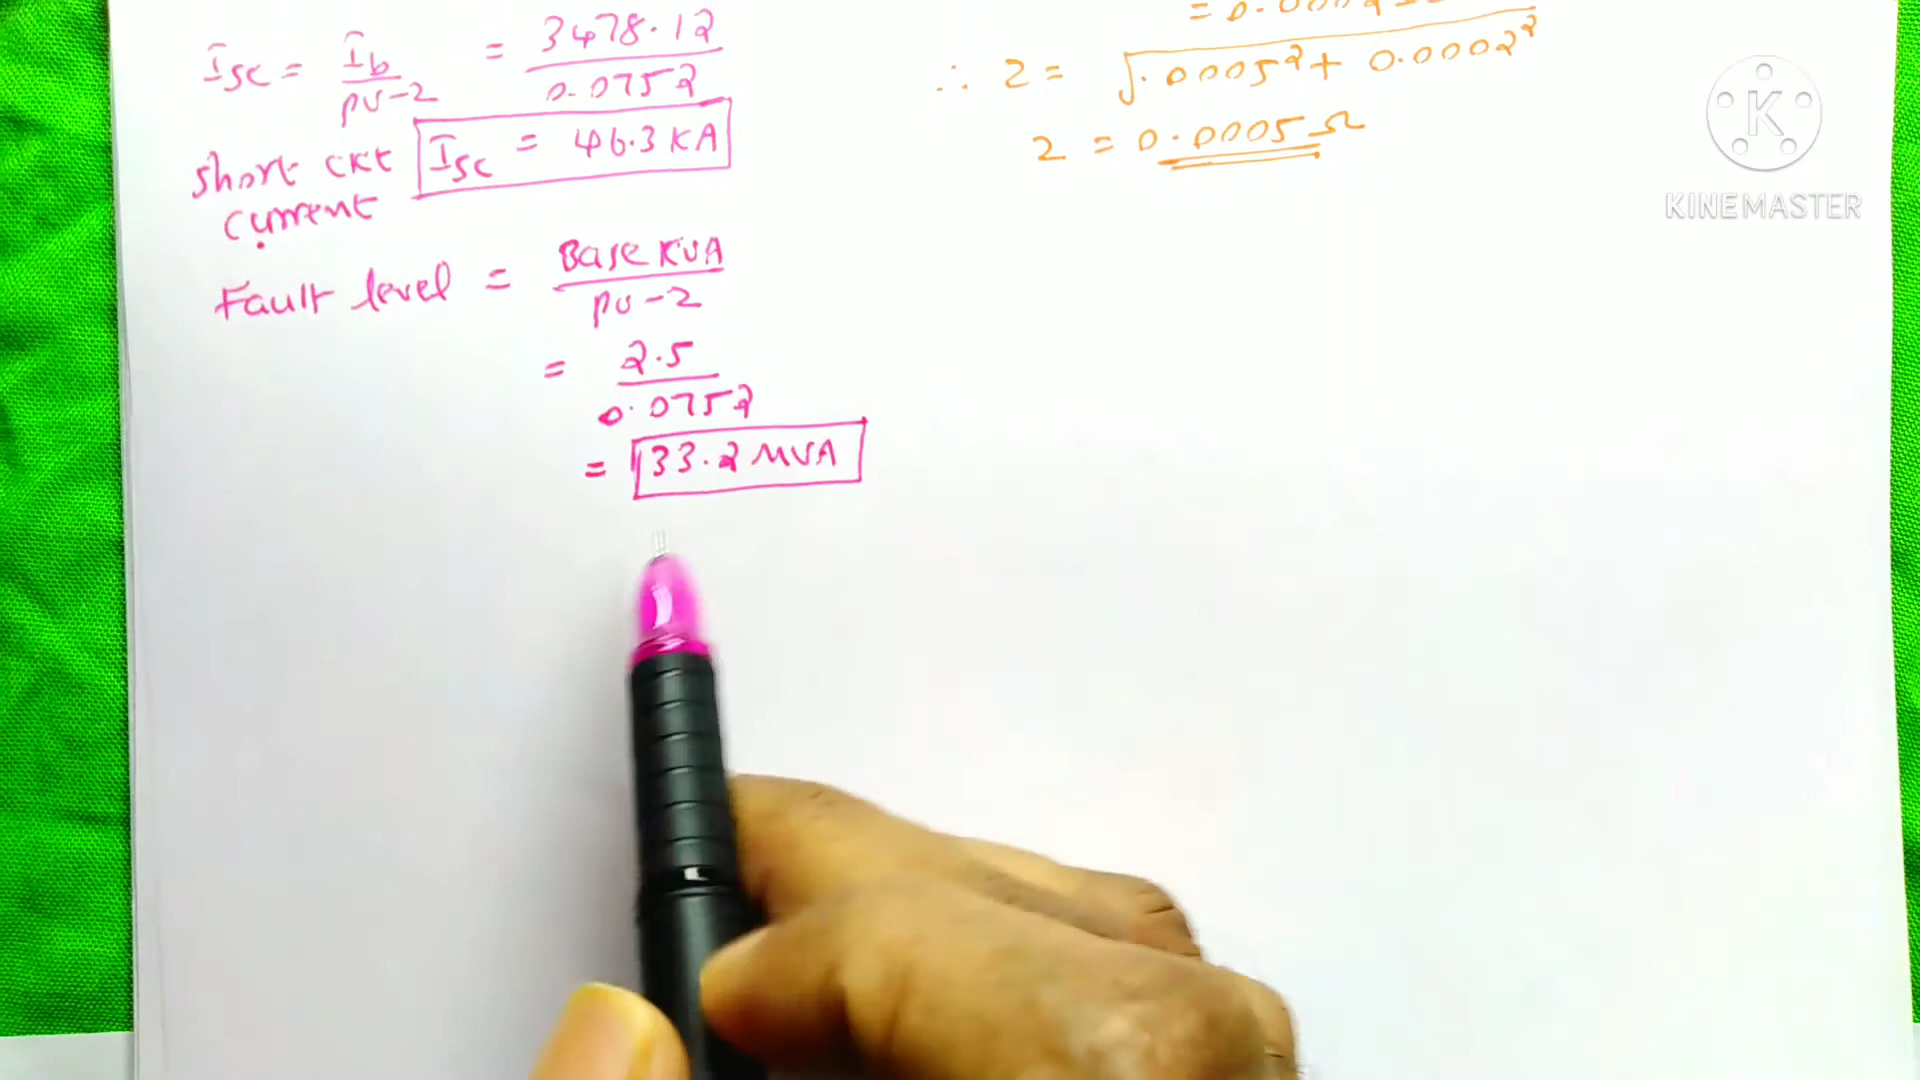 Isc = Ib / pu-z = 3478.12 / 0.0752
short ckt Isc = 46.3 KA
current
Fault level = Base KVA / pu-z
= 2.5 / 0.0752
= 33.2 MVA
∴ z = √.0005² + 0.0002²
z = 0.0005 Ω
K
KINEMASTER